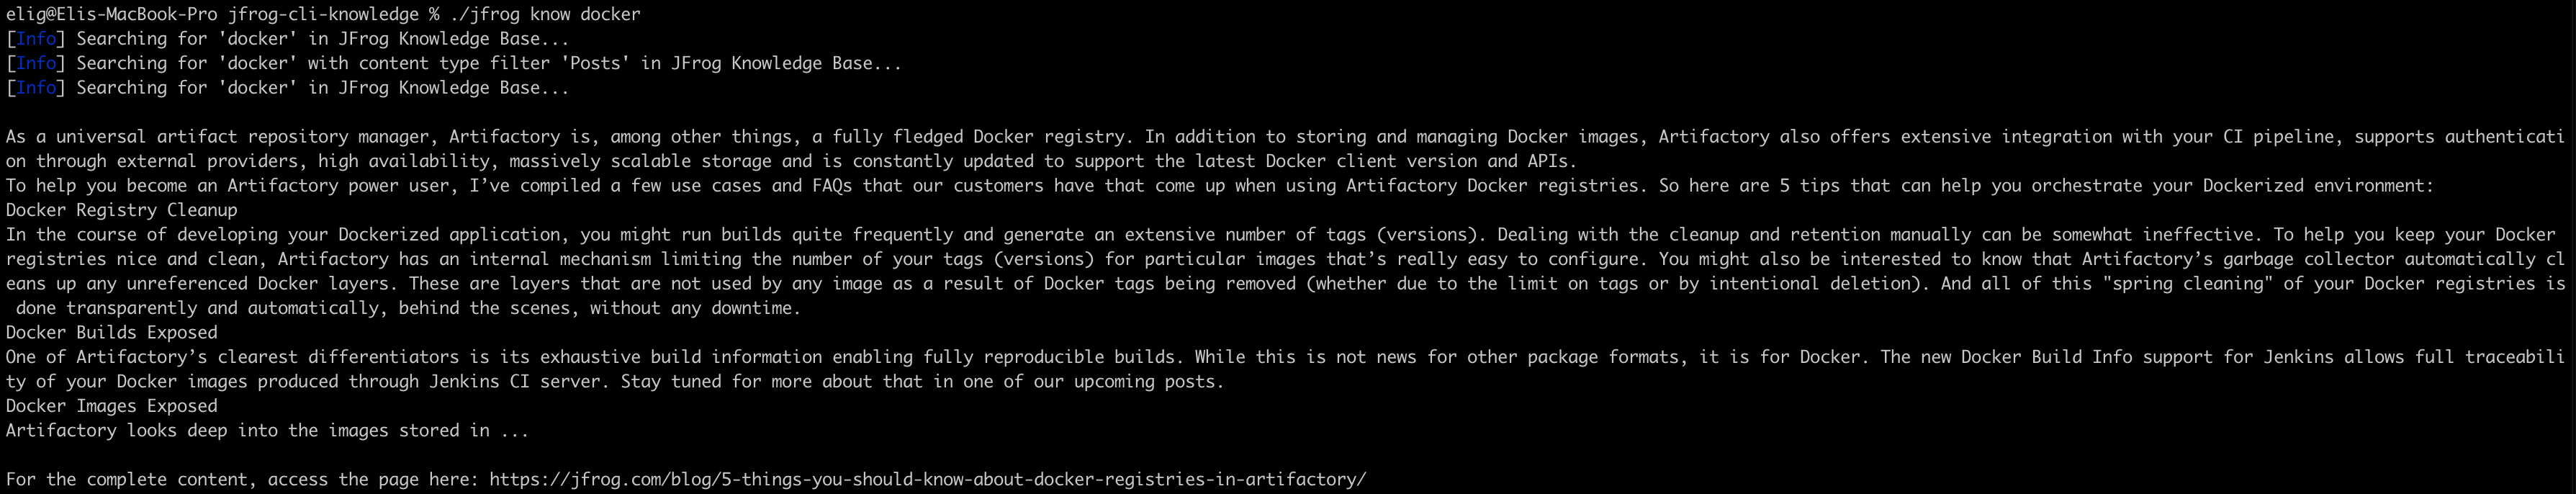 elig@Elis-MacBook-Pro jfrog-cli-knowledge % ./jfrog know docker
[Info] Searching for 'docker' in JFrog Knowledge Base...
[Info] Searching for 'docker' with content type filter 'Posts' in JFrog Knowledge Base...
[Info] Searching for 'docker' in JFrog Knowledge Base...
As a universal artifact repository manager, Artifactory is, among other things, a fully fledged Docker registry. In addition to storing and managing Docker images, Artifactory also offers extensive integration with your CI pipeline, supports authenticati
on through external providers, high availability, massively scalable storage and is constantly updated to support the latest Docker client version and APIs.
To help you become an Artifactory power user, I’ve compiled a few use cases and FAQs that our customers have that come up when using Artifactory Docker registries. So here are 5 tips that can help you orchestrate your Dockerized environment:
Docker Registry Cleanup
In the course of developing your Dockerized application, you might run builds quite frequently and generate an extensive number of tags (versions). Dealing with the cleanup and retention manually can be somewhat ineffective. To help you keep your Docker
registries nice and clean, Artifactory has an internal mechanism limiting the number of your tags (versions) for particular images that’s really easy to configure. You might also be interested to know that Artifactory’s garbage collector automatically cl
eans up any unreferenced Docker layers. These are layers that are not used by any image as a result of Docker tags being removed (whether due to the limit on tags or by intentional deletion). And all of this "spring cleaning" of your Docker registries is
done transparently and automatically, behind the scenes, without any downtime.
Docker Builds Exposed
One of Artifactory’s clearest differentiators is its exhaustive build information enabling fully reproducible builds. While this is not news for other package formats, it is for Docker. The new Docker Build Info support for Jenkins allows full traceabili
ty of your Docker images produced through Jenkins CI server. Stay tuned for more about that in one of our upcoming posts.
Docker Images Exposed
Artifactory looks deep into the images stored in ...
For the complete content, access the page here: https://jfrog.com/blog/5-things-you-should-know-about-docker-registries-in-artifactory/